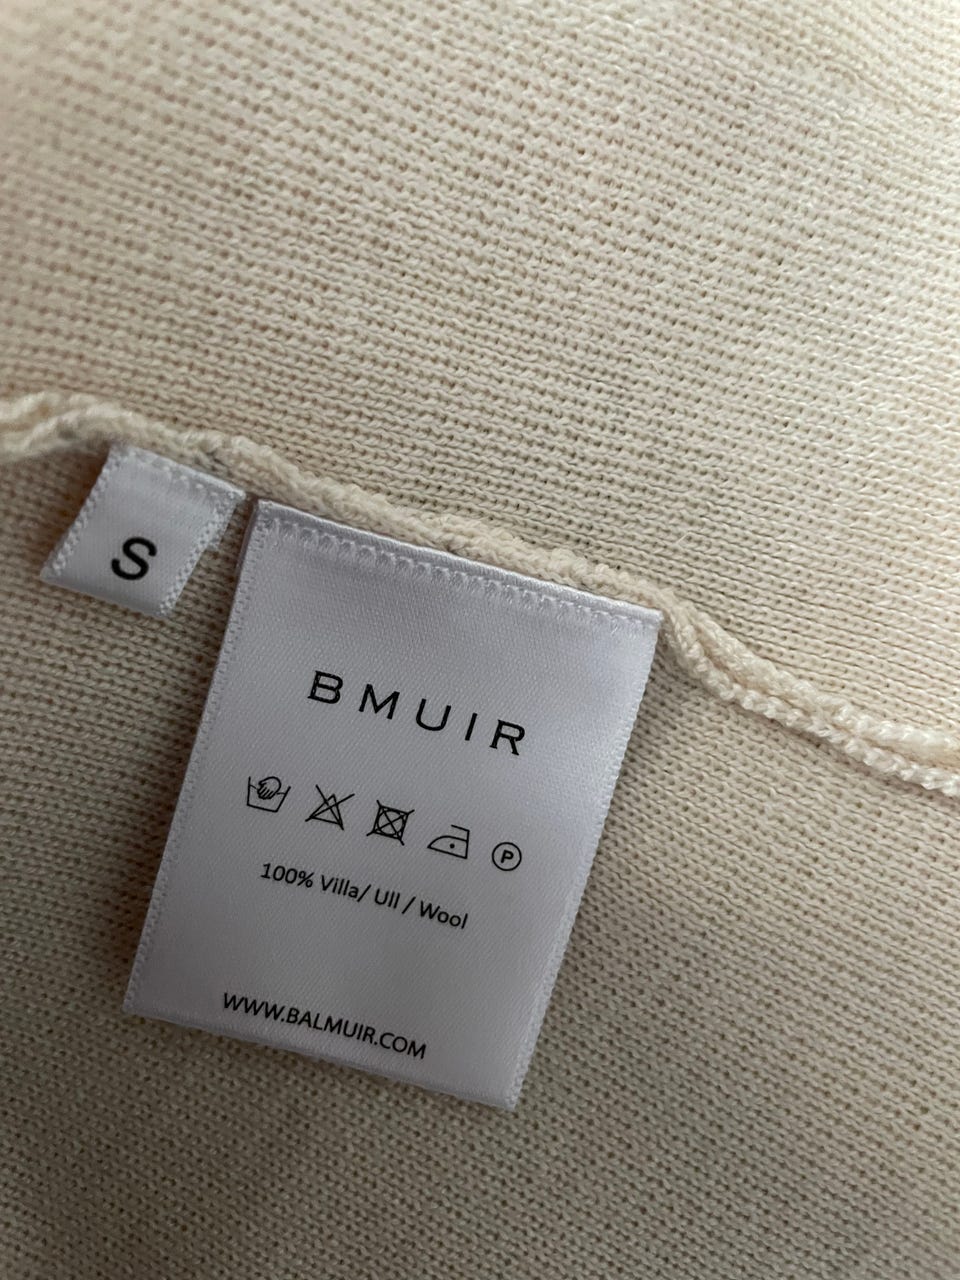 S
BMUIR
P
100% Villa/ Ull / Wool
WWW.BALMUIR.COM